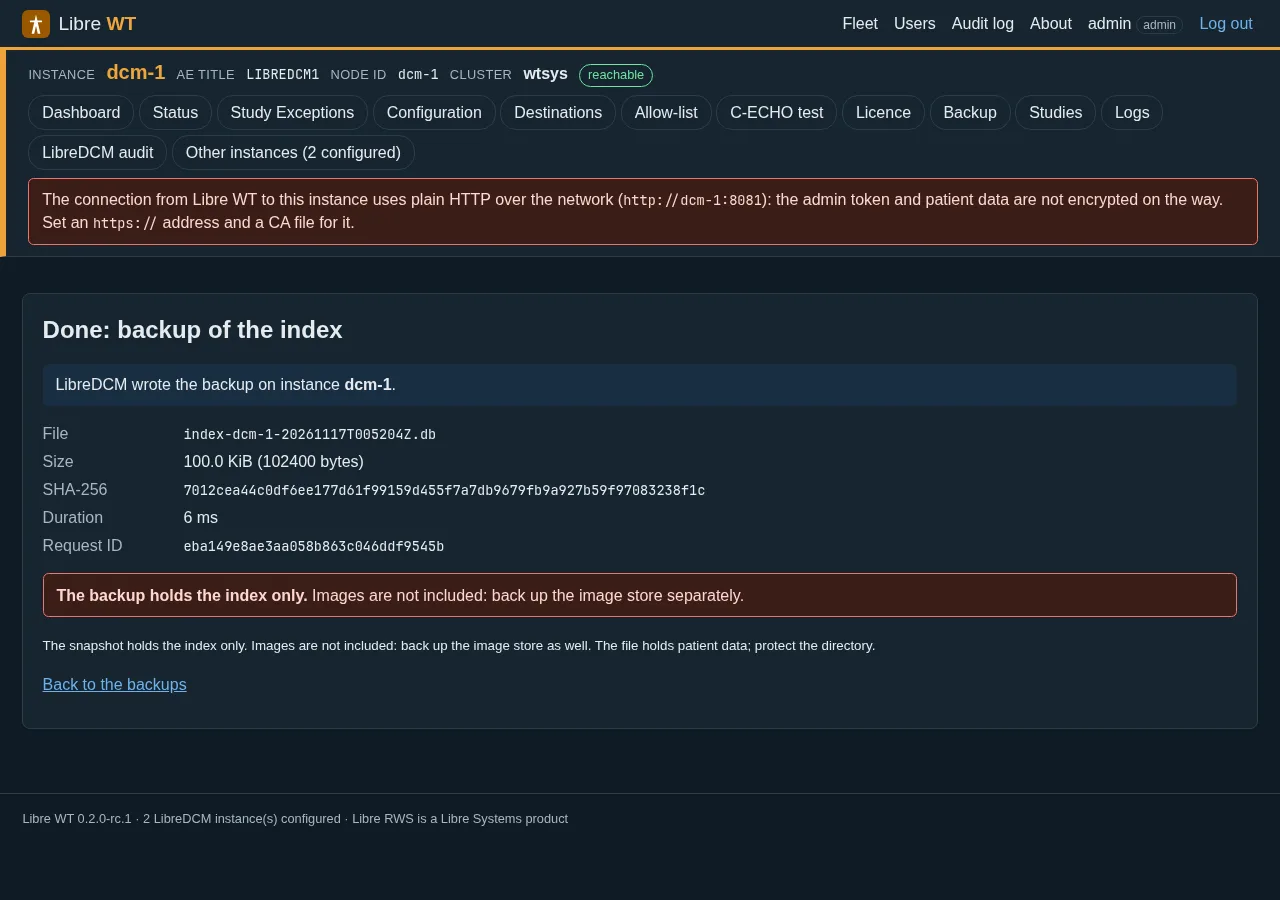 Libre WT
Fleet Users Audit log About admin admin Log out
INSTANCE dcm-1 AE TITLE LIBREDCM1 NODE ID dcm-1 CLUSTER wtsys reachable
Dashboard Status Study Exceptions Configuration Destinations Allow-list C-ECHO test Licence Backup Studies Logs
LibreDCM audit Other instances (2 configured)
The connection from Libre WT to this instance uses plain HTTP over the network (http://dcm-1:8081): the admin token and patient data are not encrypted on the way.
Set an https:// address and a CA file for it.
Done: backup of the index
LibreDCM wrote the backup on instance dcm-1.
File index-dcm-1-20261117T005204Z.db
Size 100.0 KiB (102400 bytes)
SHA-256 7012cea44c0df6ee177d61f99159d455f7a7db9679fb9a927b59f97083238f1c
Duration 6 ms
Request ID eba149e8ae3aa058b863c046ddf9545b
The backup holds the index only. Images are not included: back up the image store separately.
The snapshot holds the index only. Images are not included: back up the image store as well. The file holds patient data; protect the directory.
Back to the backups
Libre WT 0.2.0-rc.1 · 2 LibreDCM instance(s) configured · Libre RWS is a Libre Systems product